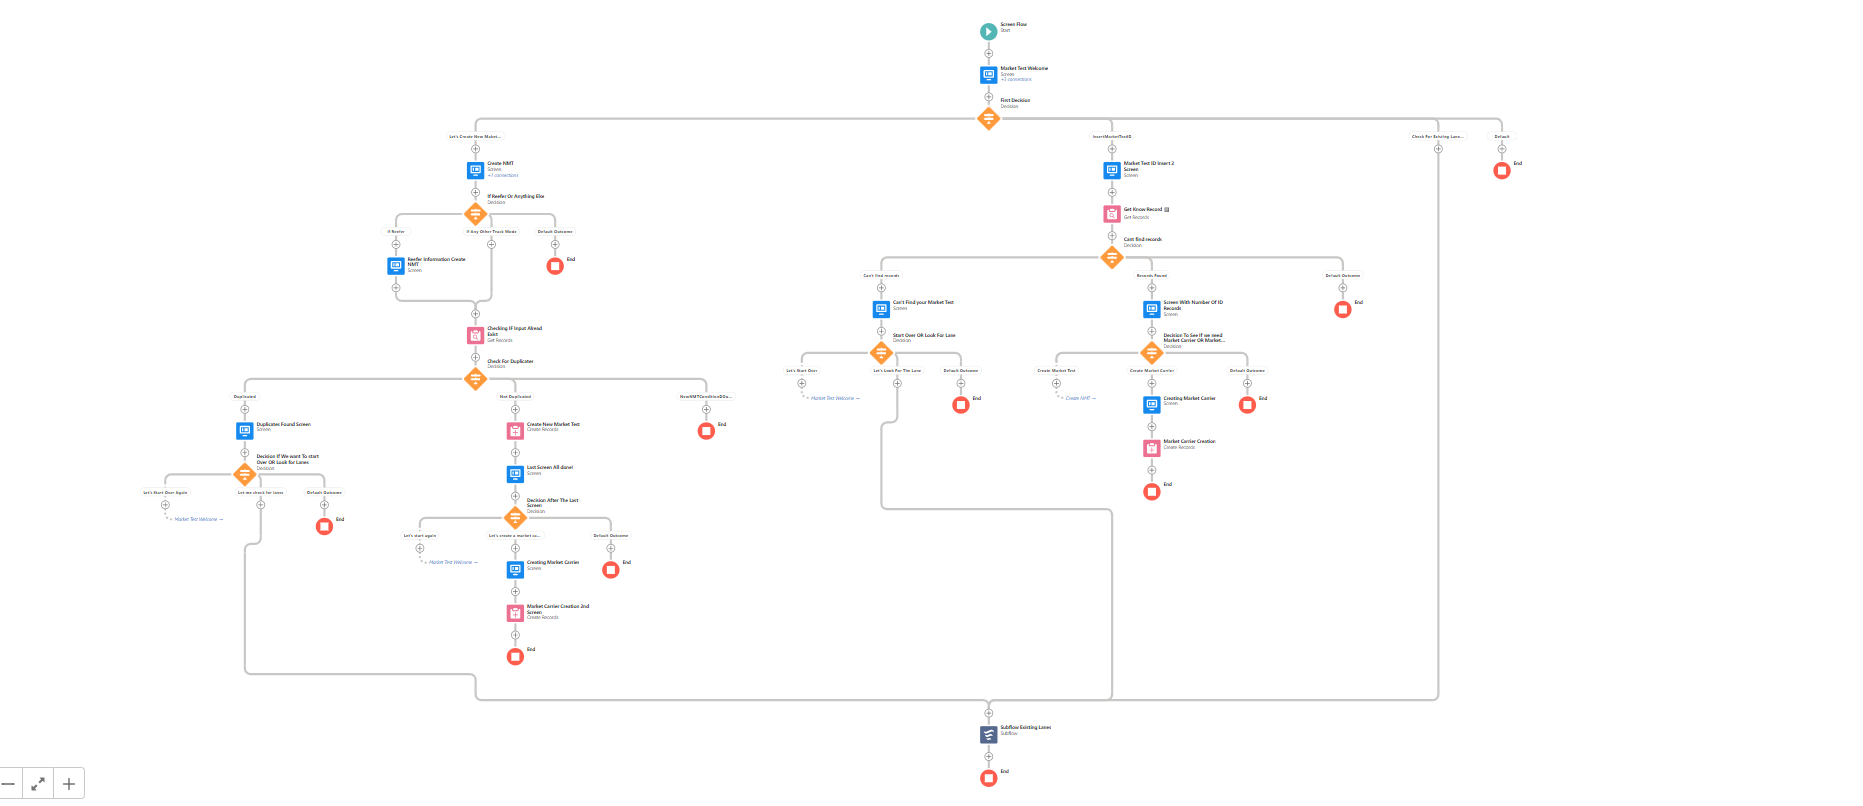 Screen Flow
Start
Market Test Welcome
Screen
+3 connections
First Decision
Decision
Let's Create New Market...
InsertMarketTestID
Check For Existing Lane...
Default
End
Create NMT
Screen
+1 connections
Market Test ID Insert 2
Screen
Screen
If Reefer Or Anything Else
Decision
Get Know Record
Get Records
Reefer
Any Other Truck Mode
Default Outcome
Cant find records
Decision
Reefer Information Create
NMT
Screen
End
Can't find records
Records Found
Default Outcome
Can't Find your Market Test
Screen
Screen With Number Of ID
Records
Screen
End
Checking IF Input Alread
Exist
Get Records
Start Over OR Look For Lane
Decision
Decision To See If we need
Market Carrier OR Market...
Decision
Check For Duplicates
Decision
Let's Start Over
Let's Look For The Lane
Default Outcome
Create Market Test
Create Market Carrier
Default Outcome
Duplicated
Not Duplicated
NewNMTConditionDOu...
Market Test Welcome →
End
Create NMT →
Creating Market Carrier
Screen
End
Duplicates Found Screen
Screen
Create New Market Test
Create Records
End
Market Carrier Creation
Create Records
Decision If We want To start
Over OR Look for Lanes
Decision
Last Screen All done!
Screen
End
Let's Start Over Again
Let me check for lanes
Default Outcome
Decision After The Last
Screen
Decision
Market Test Welcome →
End
Let's start again
Let's create a market ca...
Default Outcome
Market Test Welcome →
Creating Market Carrier
Screen
End
Market Carrier Creation 2nd
Screen
Create Records
End
Subflow Existing Lanes
Subflow
End